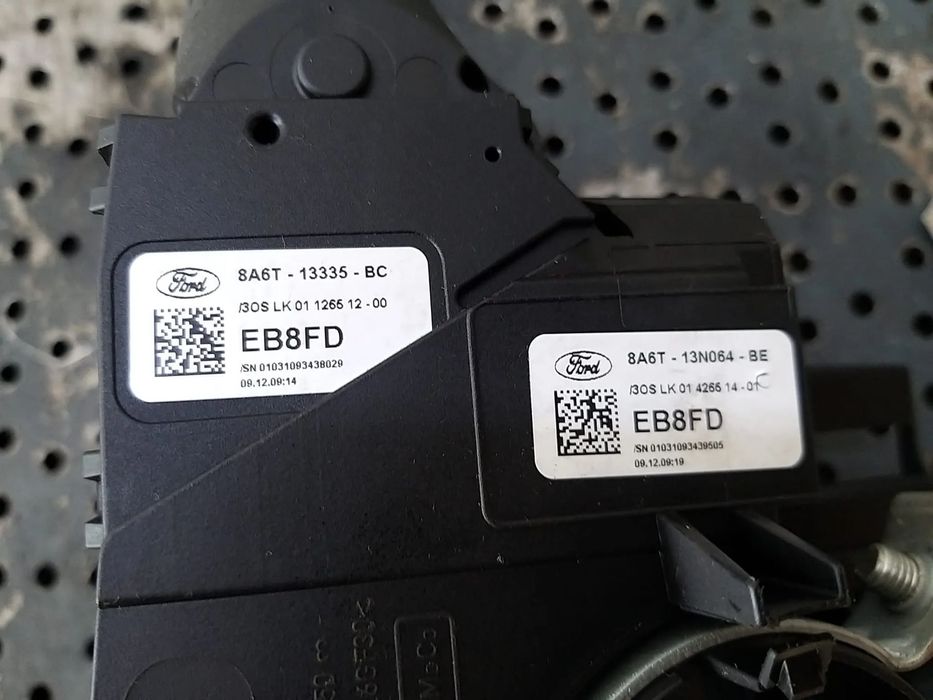 Ford
8A6T - 13335 - BC
/3OS LK 01 1265 12 - 00
EB8FD
/SN 01031093438029
09.12.09:14
Ford
8A6T - 13N064 - BE
/3OS LK 01 4265 14 - 01
EB8FD
/SN 01031093439505
09.12.09:19